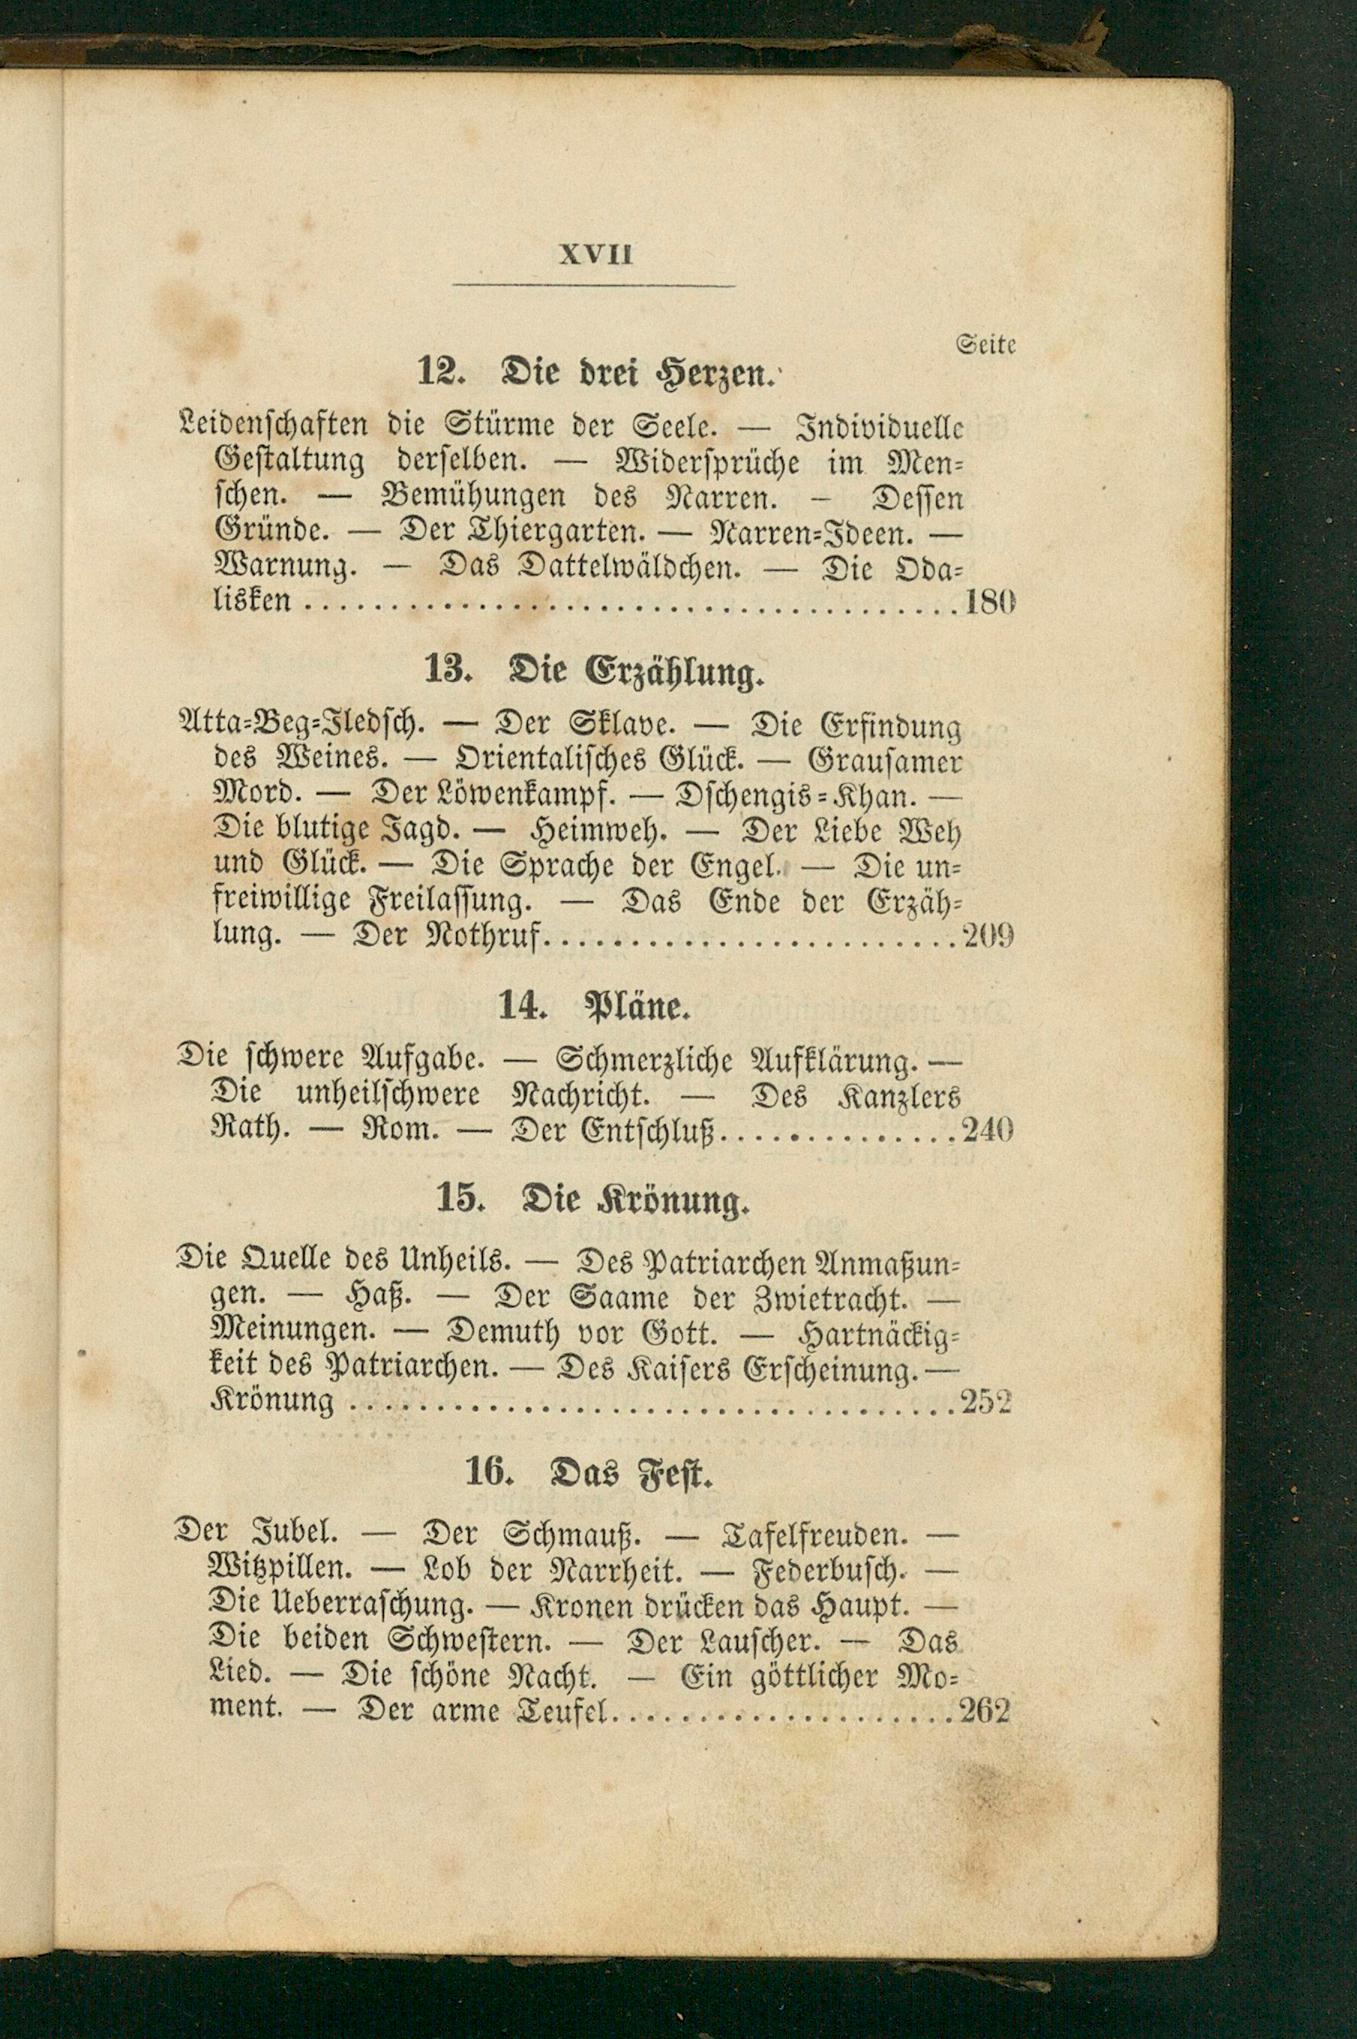 XVII
Seite
12. Die drei Herzen.
Leidenschaften die Stürme der Seele. — Individuelle
Gestaltung derselben. — Widersprüche im Men-
schen. — Bemühungen des Narren. – Dessen
Gründe. — Der Thiergarten. — Narren-Ideen. —
Warnung. — Das Dattelwäldchen. — Die Oda-
lisken ......................................180
13. Die Erzählung.
Atta-Beg-Iledsch. — Der Sklave. — Die Erfindung
des Weines. — Orientalisches Glück. — Grausamer
Mord. — Der Löwenkampf. — Dschengis-Khan. —
Die blutige Jagd. — Heimweh. — Der Liebe Weh
und Glück. — Die Sprache der Engel. — Die un-
freiwillige Freilassung. — Das Ende der Erzäh-
lung. — Der Nothruf........................209
14. Pläne.
Die schwere Aufgabe. — Schmerzliche Aufklärung. —
Die unheilschwere Nachricht. — Des Kanzlers
Rath. — Rom. — Der Entschluß..............240
15. Die Krönung.
Die Quelle des Unheils. — Des Patriarchen Anmaßun-
gen. — Haß. — Der Saame der Zwietracht. —
Meinungen. — Demuth vor Gott. — Hartnäckig-
keit des Patriarchen. — Des Kaisers Erscheinung. —
Krönung ...................................252
16. Das Fest.
Der Jubel. — Der Schmauß. — Tafelfreuden. —
Witzpillen. — Lob der Narrheit. — Federbusch. —
Die Ueberraschung. — Kronen drücken das Haupt. —
Die beiden Schwestern. — Der Lauscher. — Das
Lied. — Die schöne Nacht. — Ein göttlicher Mo-
ment. — Der arme Teufel....................262